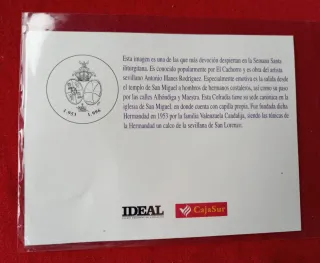 Esta imagen es una de las que más devoción despiertan en la Semana Santa
iliturgitana. Es conocido popularmente por El Cachorro y es obra del artista
sevillano Antonio Illanes Rodríguez. Especialmente emotiva es la salida desde
el templo de San Miguel a hombros de hermanos costaleros, así como su paso
por las calles Albóndiga y Maestra. Esta Cofradía tiene su sede canónica en la
iglesia de San Miguel, en donde cuenta con capilla propia. Fue fundada dicha
Hermandad en 1953 por la familia Valenzuela Cuadalija, siendo las túnicas de
la Hermandad un calco de la sevillana de San Lorenzo.
1.953 1.996
IDEAL
CajaSur